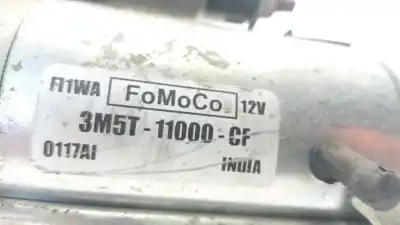 FI1WA FoMoCo 12V
3M5T-11000-CF
0117AI INDIA